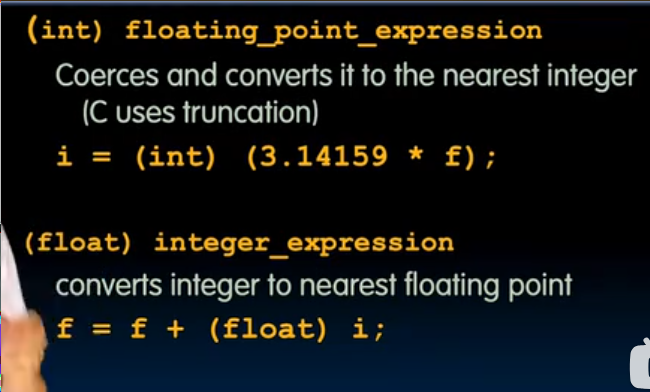 (int) floating_point_expression
Coerces and converts it to the nearest integer
(C uses truncation)
i = (int) (3.14159 * f);
(float) integer_expression
converts integer to nearest floating point
f = f + (float) i;